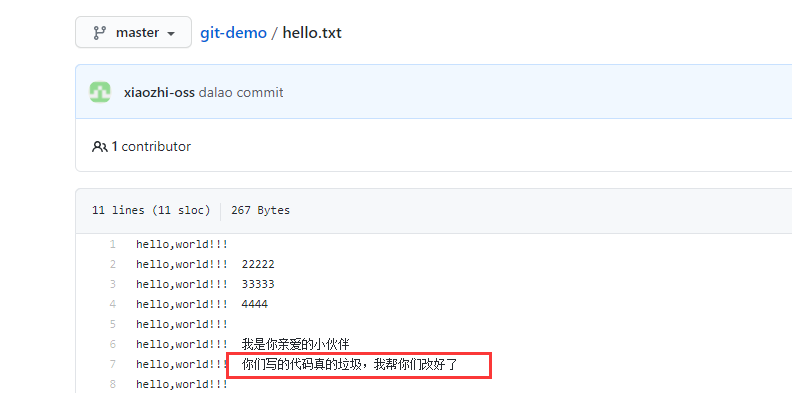 master git-demo / hello.txt
xiaozhi-oss dalao commit
1 contributor
11 lines (11 sloc) 267 Bytes
1 hello,world!!!
2 hello,world!!! 22222
3 hello,world!!! 33333
4 hello,world!!! 4444
5 hello,world!!!
6 hello,world!!! 我是你亲爱的小伙伴
7 hello,world!!! 你们写的代码真的垃圾，我帮你们改好了
8 hello,world!!!